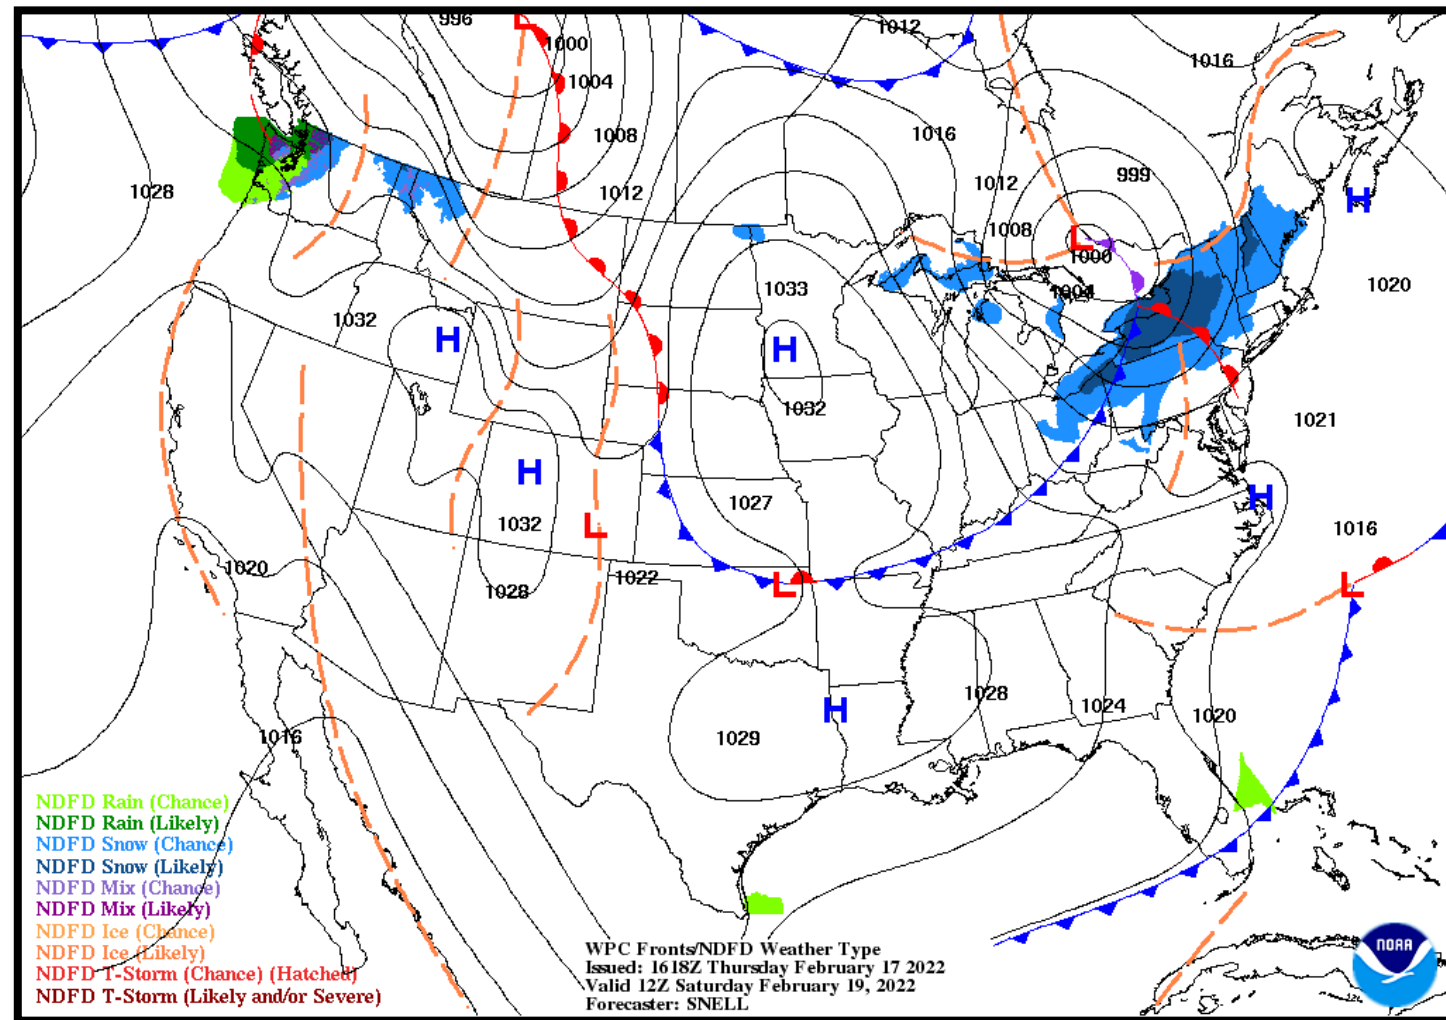 996
1000
1012
1016
1004
1008
1016
1012
999
1028
1012
1008
1000
1020
1033
1004
1032
H
H
H
L
L
1032
1021
H
1027
H
1032
1016
L
1020
1028
1022
L
L
1028
1024
1020
H
1016
1029
NDFD Rain (Chance)
NDFD Rain (Likely)
NDFD Snow (Chance)
NDFD Snow (Likely)
NDFD Mix (Chance)
NDFD Mix (Likely)
NDFD Ice (Chance)
NDFD Ice (Likely)
NDFD T-Storm (Chance) (Hatched)
NDFD T-Storm (Likely and/or Severe)
WPC Fronts/NDFD Weather Type
Issued: 1618Z Thursday February 17 2022
Valid 12Z Saturday February 19, 2022
Forecaster: SNELL
NOAA